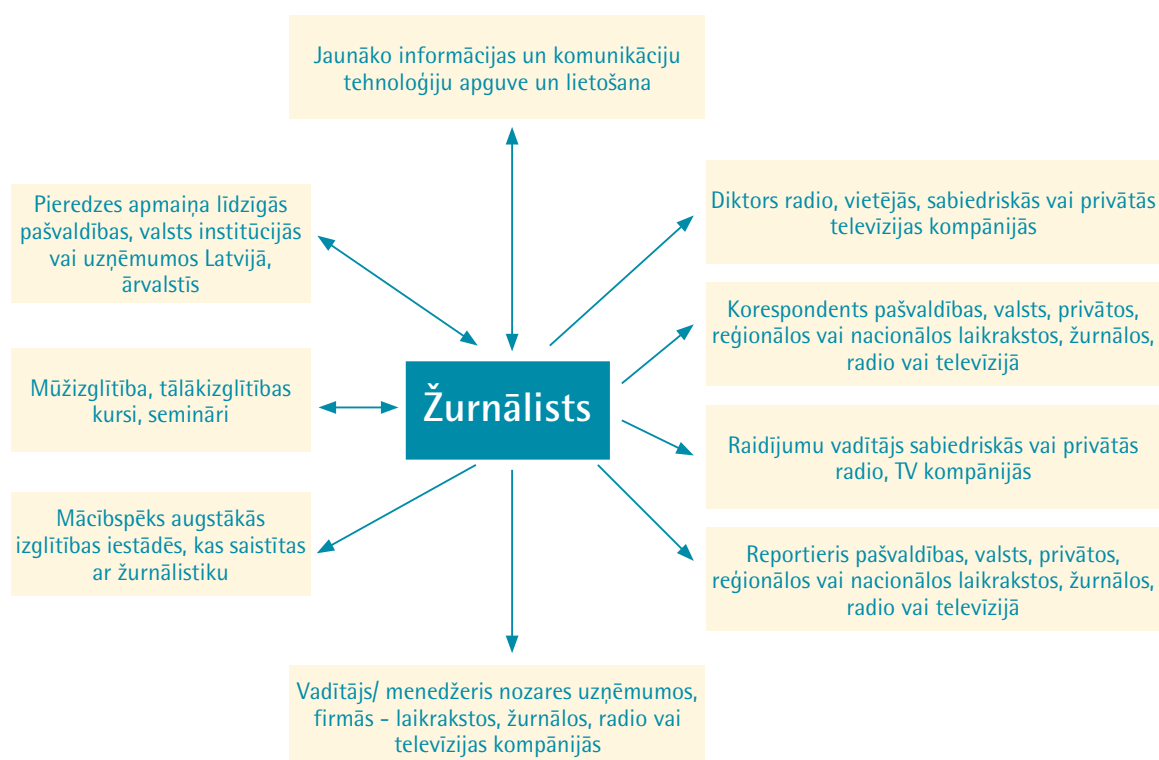 Jaunāko informācijas un komunikāciju
tehnoloģiju apguve un lietošana
Pieredzes apmaiņa līdzīgās
pašvaldības, valsts institūcijās
vai uzņēmumos Latvijā,
ārvalstīs
Diktors radio, vietējās, sabiedriskās vai privātās
televīzijas kompānijās
Korespondents pašvaldības, valsts, privātos,
reģionālos vai nacionālos laikrakstos, žurnālos,
radio vai televīzijā
Mūžizglītība, tālākizglītības
kursi, semināri
Žurnālists
Raidījumu vadītājs sabiedriskās vai privātās
radio, TV kompānijās
Mācībspēks augstākās
izglītības iestādēs, kas saistītas
ar žurnālistiku
Reportieris pašvaldības, valsts, privātos,
reģionālos vai nacionālos laikrakstos, žurnālos,
radio vai televīzijā
Vadītājs/ menedžeris nozares uzņēmumos,
firmās - laikrakstos, žurnālos, radio vai
televīzijas kompānijās